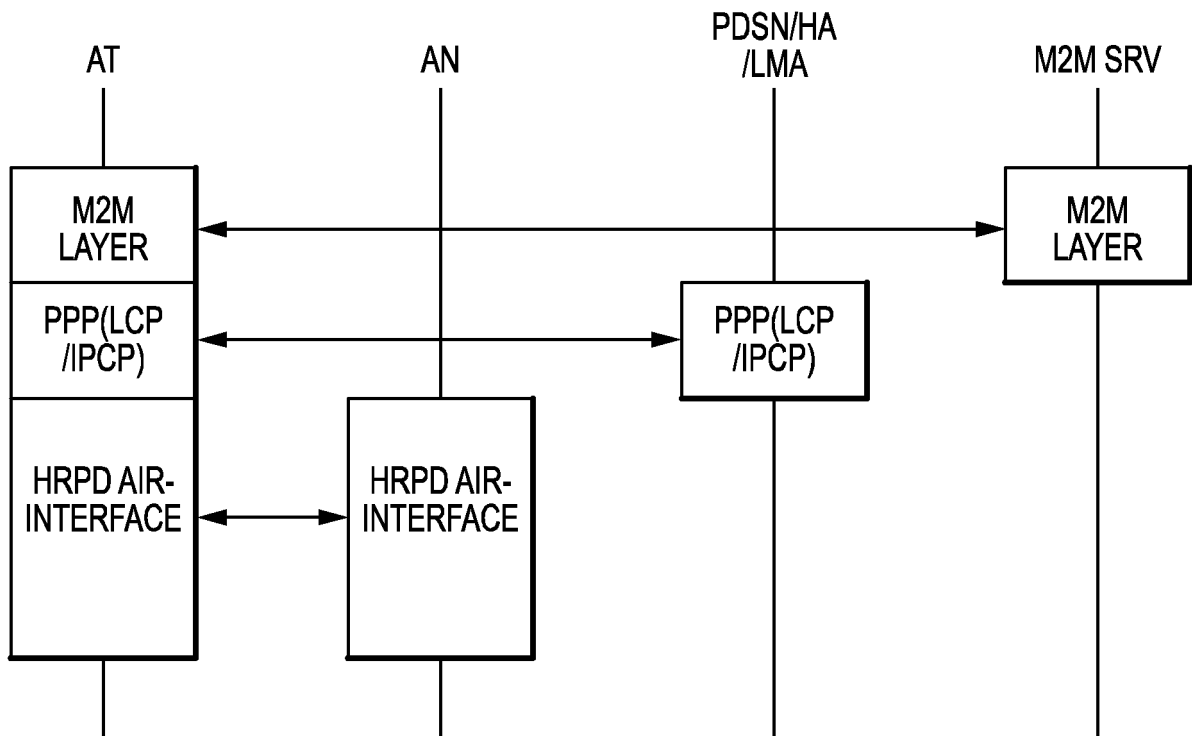 AT
AN
PDSN/HA
/LMA
M2M SRV
M2M
LAYER
M2M
LAYER
PPP(LCP
/IPCP)
PPP(LCP
/IPCP)
HRPD AIR-
INTERFACE
HRPD AIR-
INTERFACE